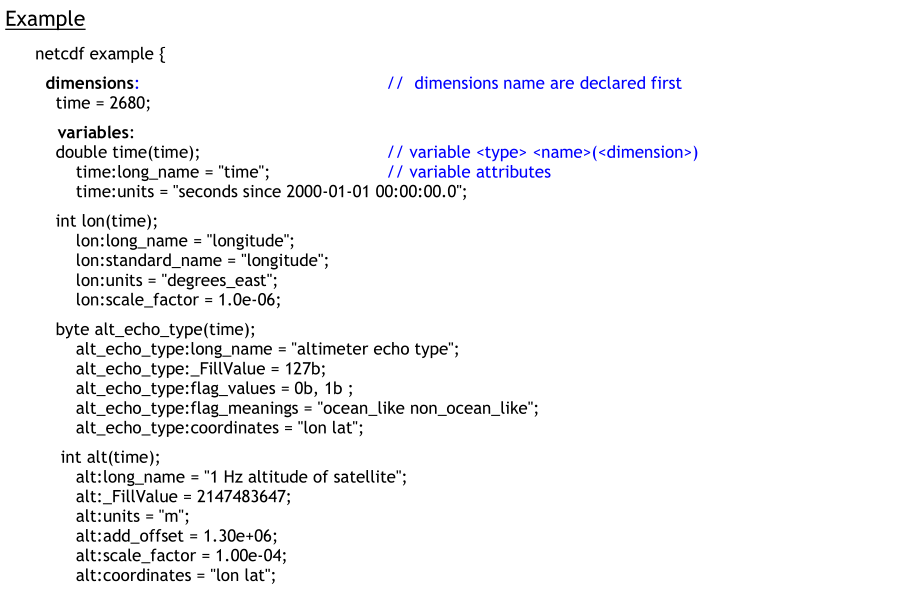 Example
netcdf example {
dimensions: // dimensions name are declared first
time = 2680;
variables:
double time(time); // variable <type> <name>(<dimension>)
time:long_name = "time"; // variable attributes
time:units = "seconds since 2000-01-01 00:00:00.0";
int lon(time);
lon:long_name = "longitude";
lon:standard_name = "longitude";
lon:units = "degrees_east";
lon:scale_factor = 1.0e-06;
byte alt_echo_type(time);
alt_echo_type:long_name = "altimeter echo type";
alt_echo_type:_FillValue = 127b;
alt_echo_type:flag_values = 0b, 1b ;
alt_echo_type:flag_meanings = "ocean_like non_ocean_like";
alt_echo_type:coordinates = "lon lat";
int alt(time);
alt:long_name = "1 Hz altitude of satellite";
alt:_FillValue = 2147483647;
alt:units = "m";
alt:add_offset = 1.30e+06;
alt:scale_factor = 1.00e-04;
alt:coordinates = "lon lat";